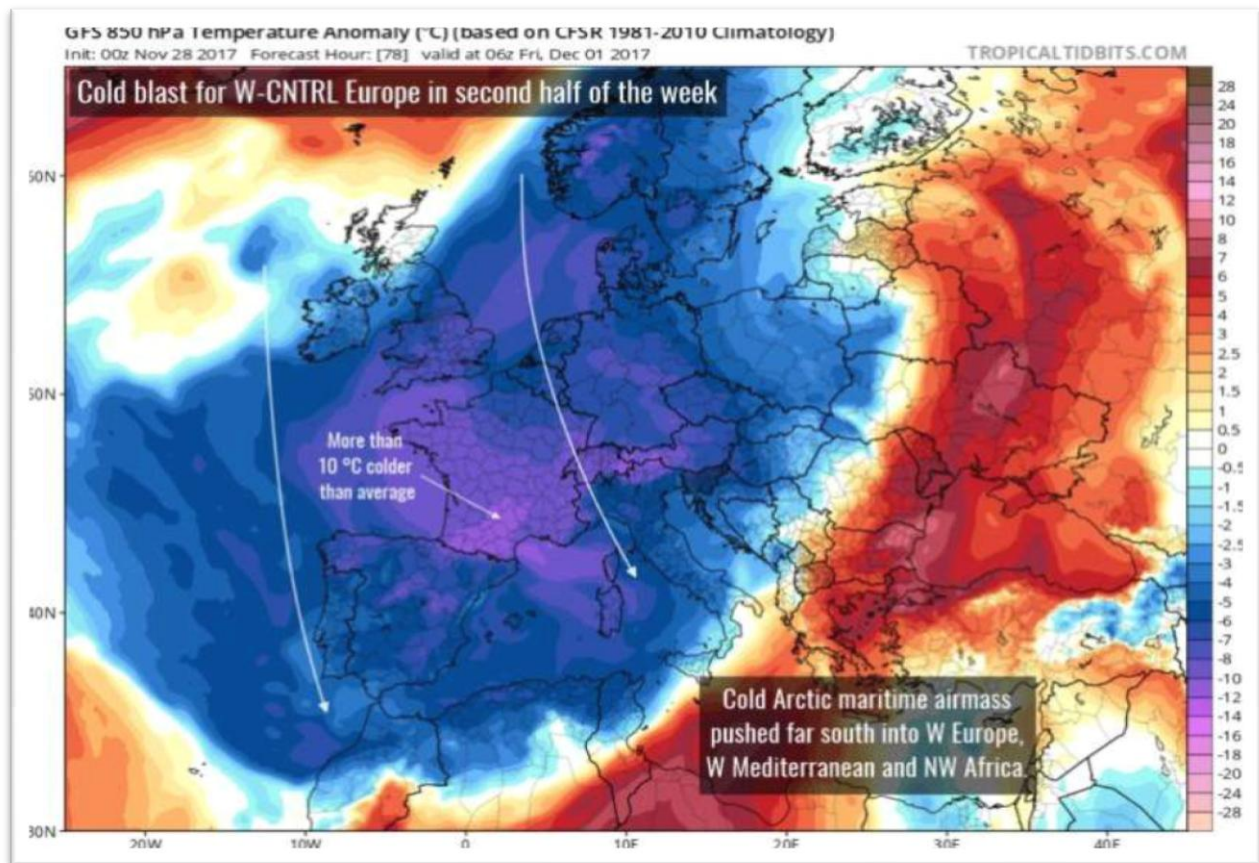 GFS 850 hPa Temperature Anomaly (°C) (based on CFSR 1981-2010 Climatology)
Init: 00z Nov 28 2017 Forecast Hour: [78] valid at 06z Fri, Dec 01 2017
TROPICALTIDBITS.COM
Cold blast for W-CNTRL Europe in second half of the week
More than
10 °C colder
than average
Cold Arctic maritime airmass
pushed far south into W Europe,
W Mediterranean and NW Africa.
60N
50N
40N
30N
20W
10W
0
10E
20E
30E
40E
28
24
20
18
16
14
12
10
8
7
6
5
4
3
2.5
2
1
0.5
0
-0.5
-1
-1.5
-2
-2.5
-3
-4
-5
-6
-7
-8
-10
-12
-14
-16
-18
-20
-24
-28